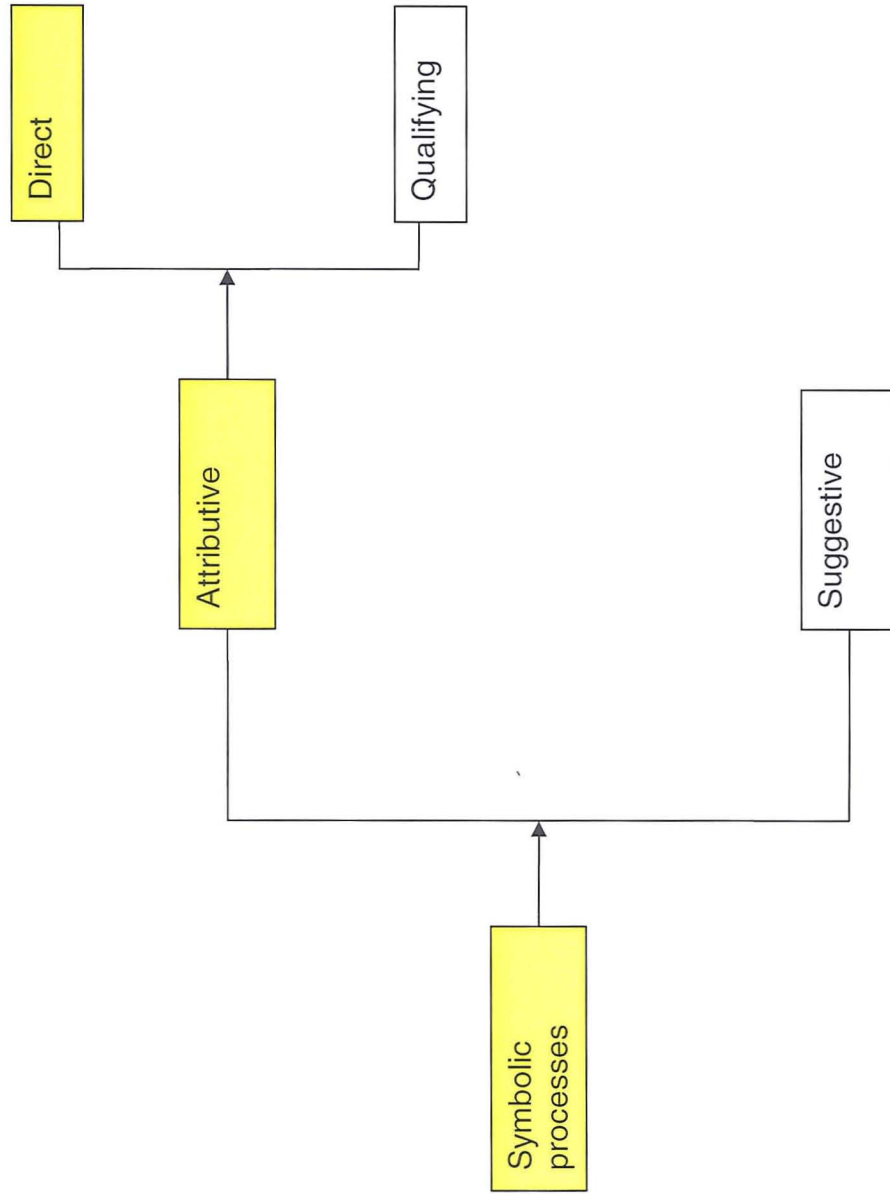 Symbolic
processes
Attributive
Suggestive
Direct
Qualifying